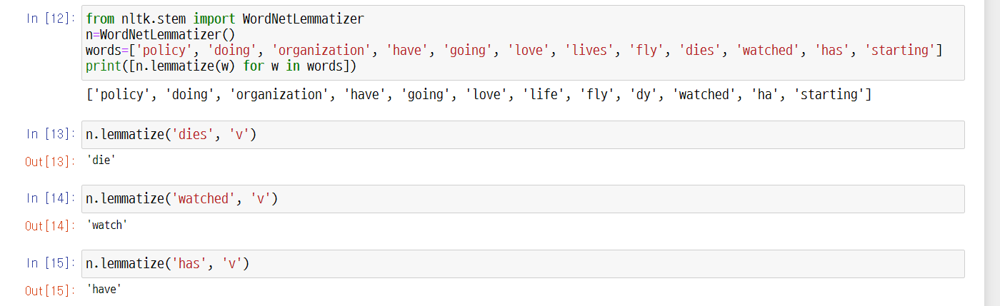 In [12]: from nltk.stem import WordNetLemmatizer
n=WordNetLemmatizer()
words=['policy', 'doing', 'organization', 'have', 'going', 'love', 'lives', 'fly', 'dies', 'watched', 'has', 'starting']
print([n.lemmatize(w) for w in words])
['policy', 'doing', 'organization', 'have', 'going', 'love', 'life', 'fly', 'dy', 'watched', 'ha', 'starting']
In [13]: n.lemmatize('dies', 'v')
Out[13]: 'die'
In [14]: n.lemmatize('watched', 'v')
Out[14]: 'watch'
In [15]: n.lemmatize('has', 'v')
Out[15]: 'have'